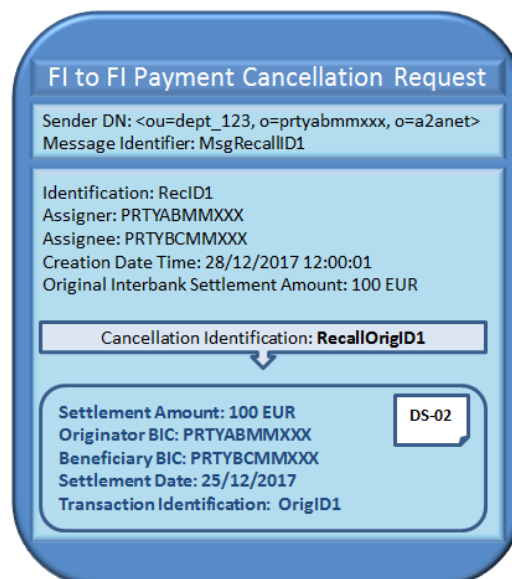 FI to FI Payment Cancellation Request
Sender DN: <ou=dept_123, o=prtyabmmxxx, o=a2anet>
Message Identifier: MsgRecallID1
Identification: RecID1
Assigner: PRTYABMMXXX
Assignee: PRTYBCMMXXX
Creation Date Time: 28/12/2017 12:00:01
Original Interbank Settlement Amount: 100 EUR
Cancellation Identification: RecallOrigID1
Settlement Amount: 100 EUR
Originator BIC: PRTYABMMXXX
Beneficiary BIC: PRTYBCMMXXX
Settlement Date: 25/12/2017
Transaction Identification: OrigID1
DS-02